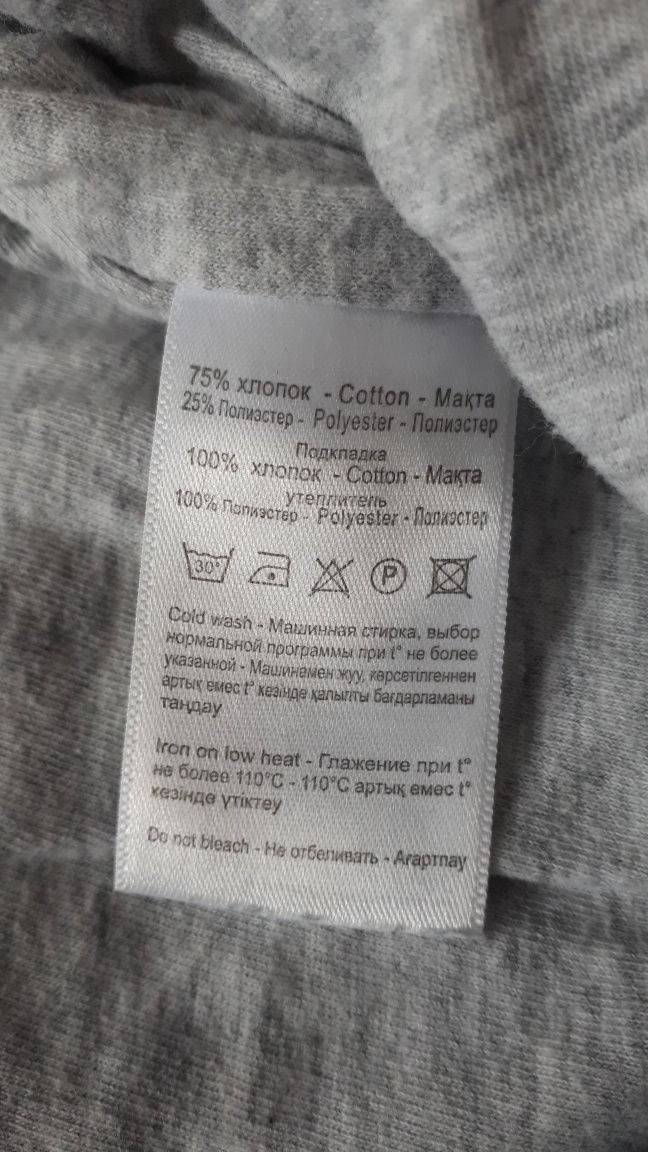 75% хлопок - Cotton - Мақта
25% Полиэстер - Polyester - Полиэстер
Подкладка
100% хлопок - Cotton - Мақта
утеплитель
100% Полиэстер - Polyester - Полиэстер
30° P
Cold wash - Машинная стирка, выбор
нормальной программы при t° не более
указанной - Машинамен жуу, көрсетілгеннен
артық емес t° кезінде қалыпты бағдарламаны
таңдау
Iron on low heat - Глажение при t°
не более 110°C - 110°C артық емес t°
кезінде үтіктеу
Do not bleach - Не отбеливать - Ағартпау